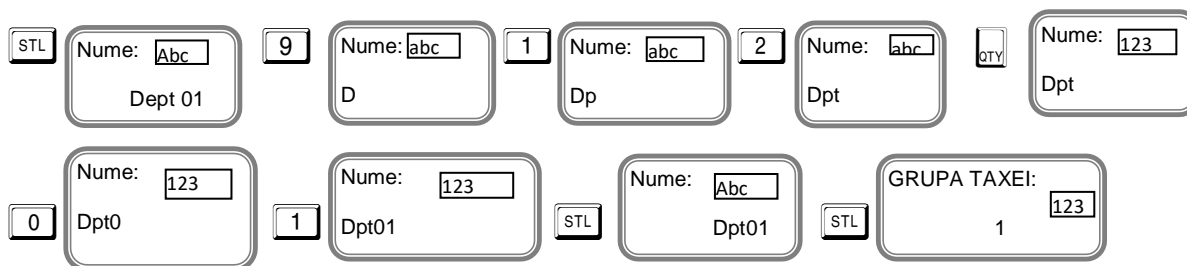 STL
Nume: Abc
Dept 01
9
Nume: abc
D
1
Nume: abc
Dp
2
Nume: abc
Dpt
QTY
Nume: 123
Dpt
0
Nume: 123
Dpt0
1
Nume: 123
Dpt01
STL
Nume: Abc
Dpt01
STL
GRUPA TAXEI:
123
1